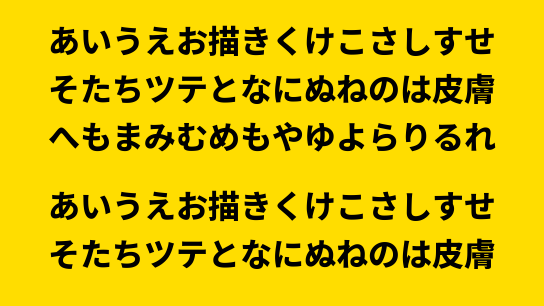 あいうえお描きくけこさしすせ
そたちツテとなにぬねのは皮膚
へもまみむめもやゆよらりるれ
あいうえお描きくけこさしすせ
そたちツテとなにぬねのは皮膚